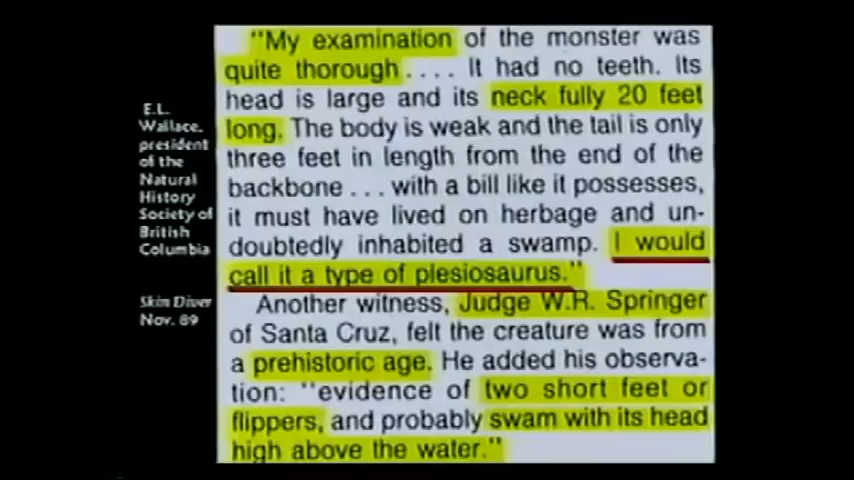 E.L.
Wallace,
president
of the
Natural
History
Society of
British
Columbia
Skin Diver
Nov. 89
"My examination of the monster was
quite thorough . . . . It had no teeth. Its
head is large and its neck fully 20 feet
long. The body is weak and the tail is only
three feet in length from the end of the
backbone . . . with a bill like it possesses,
it must have lived on herbage and un-
doubtedly inhabited a swamp. I would
call it a type of plesiosaurus."
Another witness, Judge W.R. Springer
of Santa Cruz, felt the creature was from
a prehistoric age. He added his observa-
tion: "evidence of two short feet or
flippers, and probably swam with its head
high above the water."